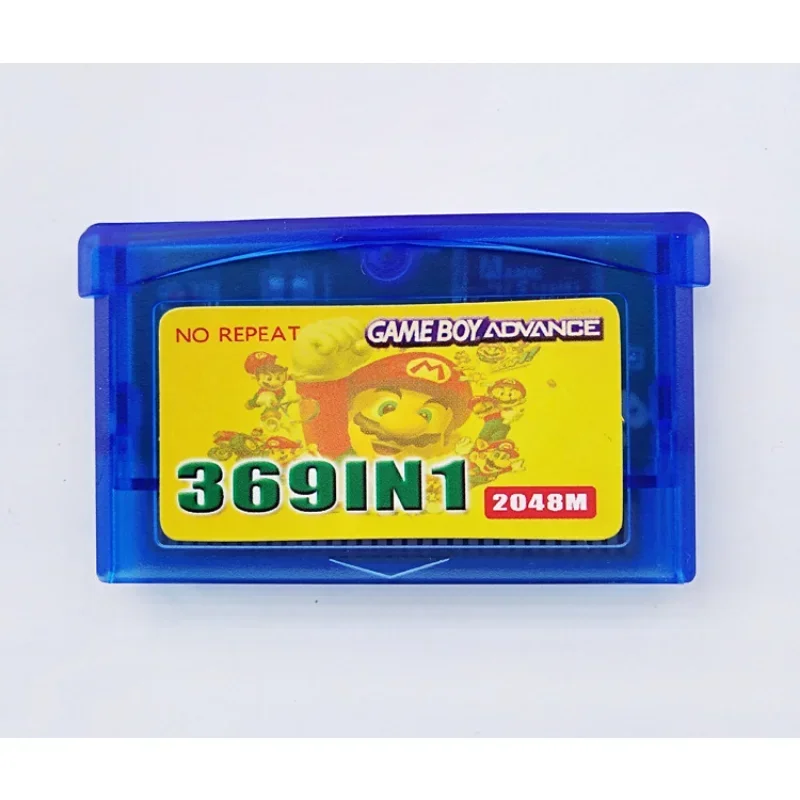 NO REPEAT
GAME BOY ADVANCE
M
369IN1
2048M